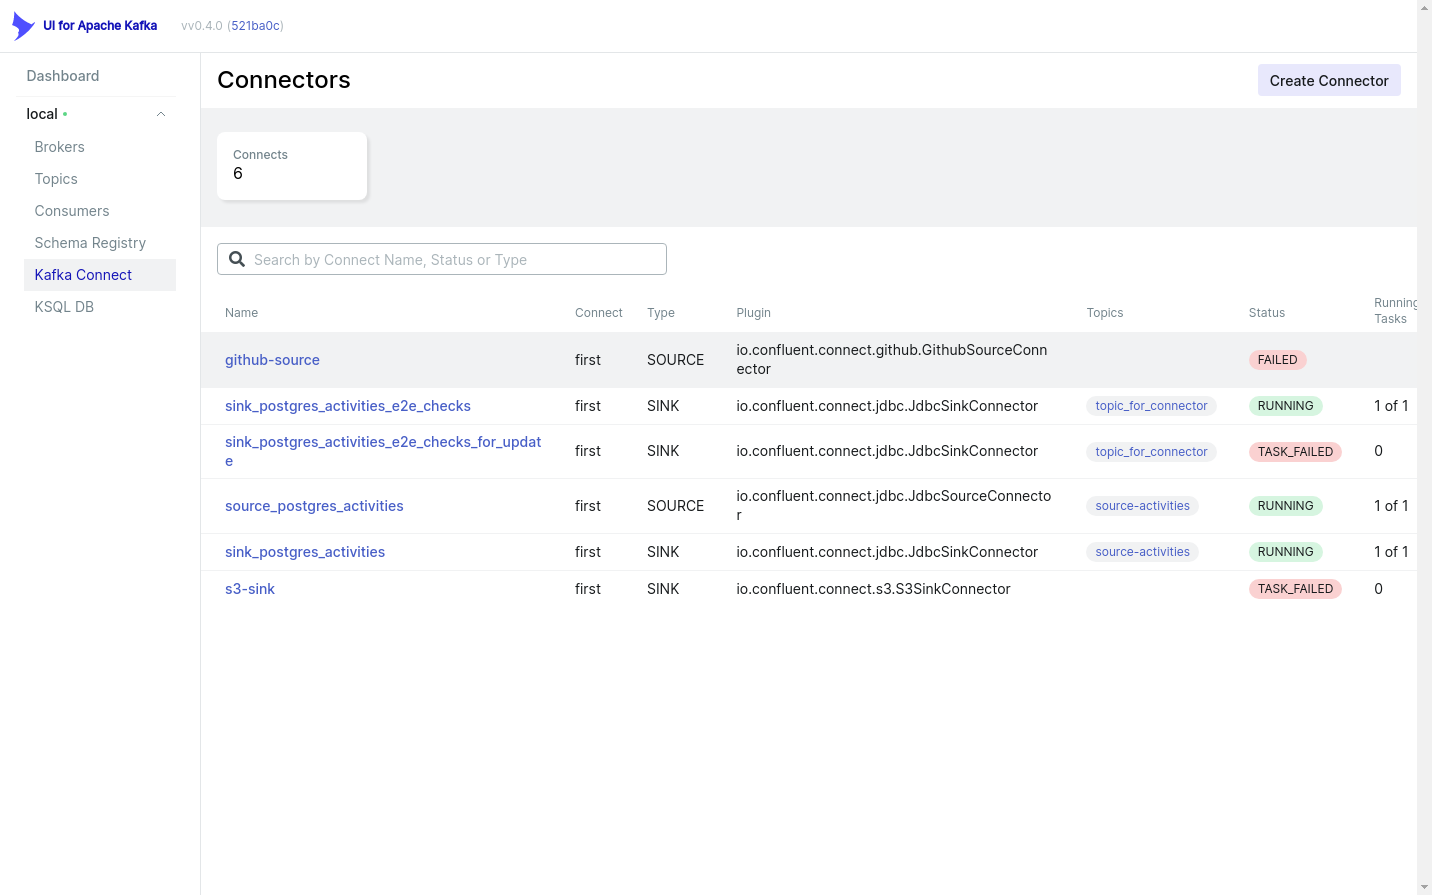 UI for Apache Kafka vv0.4.0 (521ba0c)
Dashboard
local
Brokers
Topics
Consumers
Schema Registry
Kafka Connect
KSQL DB
Connectors
Create Connector
Connects
6
Search by Connect Name, Status or Type
Name Connect Type Plugin Topics Status Running
Tasks
github-source first SOURCE io.confluent.connect.github.GithubSourceConn
ector FAILED
sink_postgres_activities_e2e_checks first SINK io.confluent.connect.jdbc.JdbcSinkConnector topic_for_connector RUNNING 1 of 1
sink_postgres_activities_e2e_checks_for_updat
e first SINK io.confluent.connect.jdbc.JdbcSinkConnector topic_for_connector TASK_FAILED 0
source_postgres_activities first SOURCE io.confluent.connect.jdbc.JdbcSourceConnecto
r source-activities RUNNING 1 of 1
sink_postgres_activities first SINK io.confluent.connect.jdbc.JdbcSinkConnector source-activities RUNNING 1 of 1
s3-sink first SINK io.confluent.connect.s3.S3SinkConnector TASK_FAILED 0